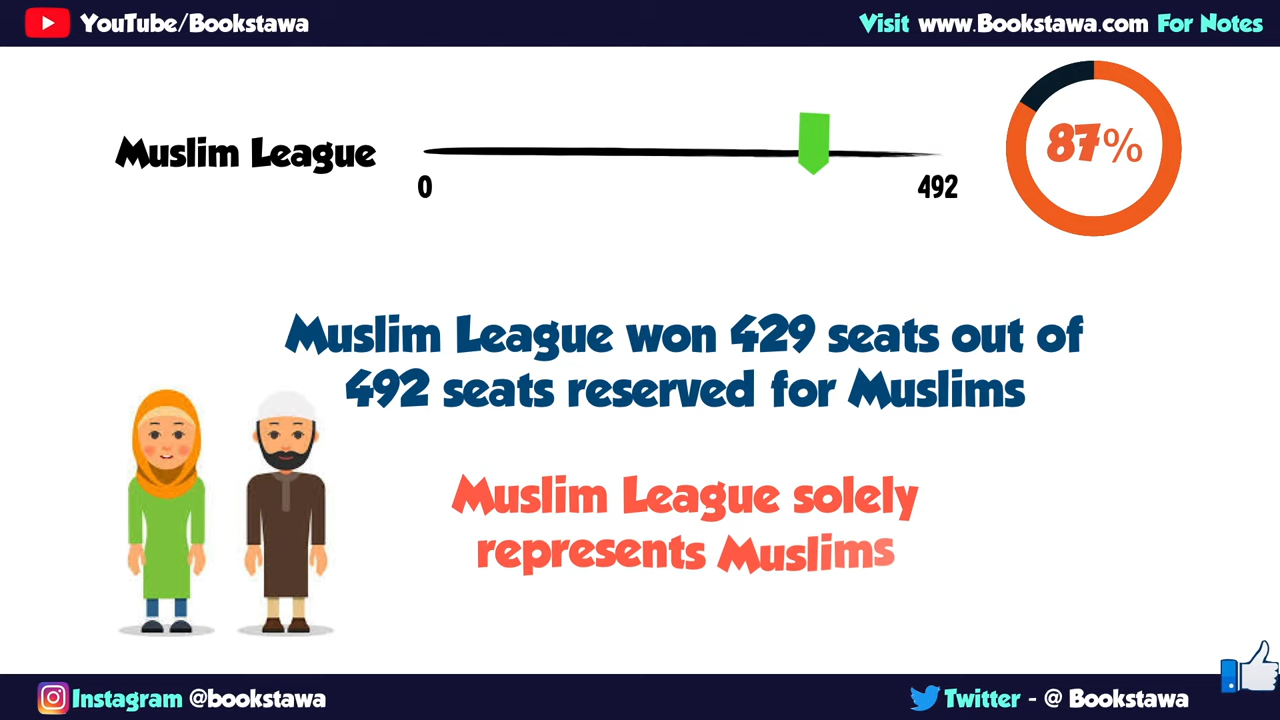 YouTube/Bookstawa
Visit www.Bookstawa.com For Notes
Muslim League
0
492
87%
Muslim League won 429 seats out of
492 seats reserved for Muslims
Muslim League solely
represents Muslims
Instagram @bookstawa
Twitter - @ Bookstawa